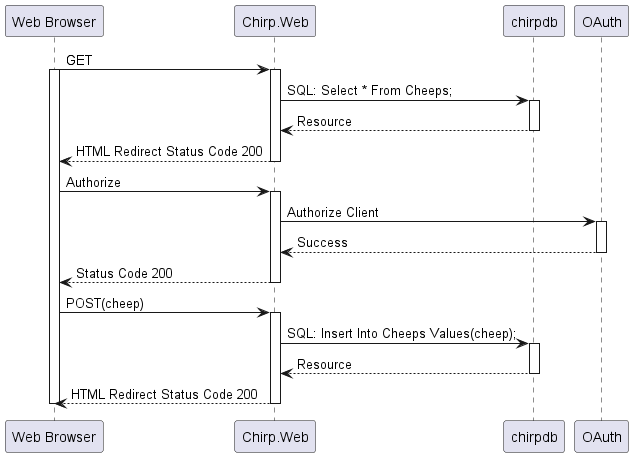 Web Browser Chirp.Web chirpdb OAuth
GET
SQL: Select * From Cheeps;
Resource
HTML Redirect Status Code 200
Authorize
Authorize Client
Success
Status Code 200
POST(cheep)
SQL: Insert Into Cheeps Values(cheep);
Resource
HTML Redirect Status Code 200
Web Browser Chirp.Web chirpdb OAuth